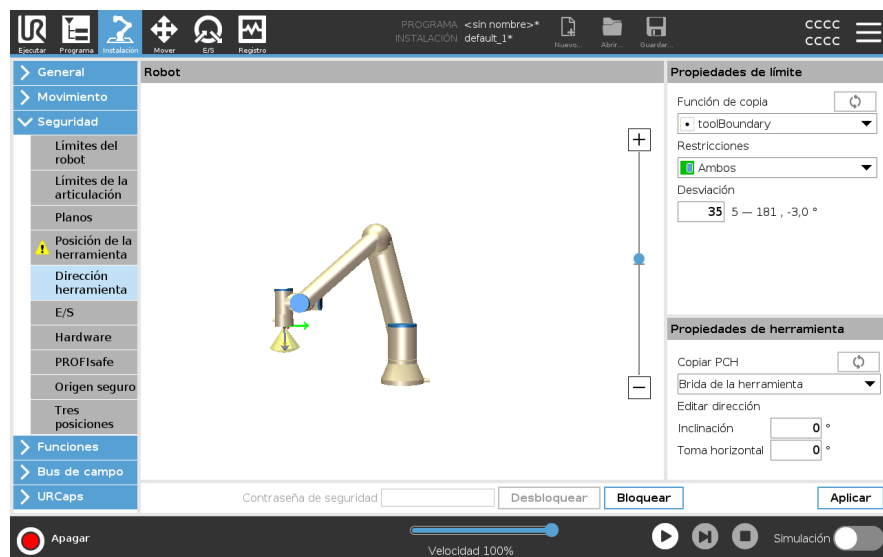 PROGRAMA <sin nombre>*
INSTALACIÓN default_1*
CCCC
CCCC
Ejecutar
Programa
Instalación
Mover
E/S
Registro
Nuevo...
Abrir...
Guardar...
General
Movimiento
Seguridad
Límites del
robot
Límites de la
articulación
Planos
Posición de la
herramienta
Dirección
herramienta
E/S
Hardware
PROFIsafe
Origen seguro
Tres
posiciones
Funciones
Bus de campo
URCaps
Robot
Propiedades de límite
Función de copia
toolBoundary
Restricciones
Ambos
Desviación
35 5 — 181 , -3,0 °
Propiedades de herramienta
Copiar PCH
Brida de la herramienta
Editar dirección
Inclinación 0 °
Toma horizontal 0 °
Contraseña de seguridad Desbloquear Bloquear Aplicar
Apagar
Velocidad 100%
Simulación